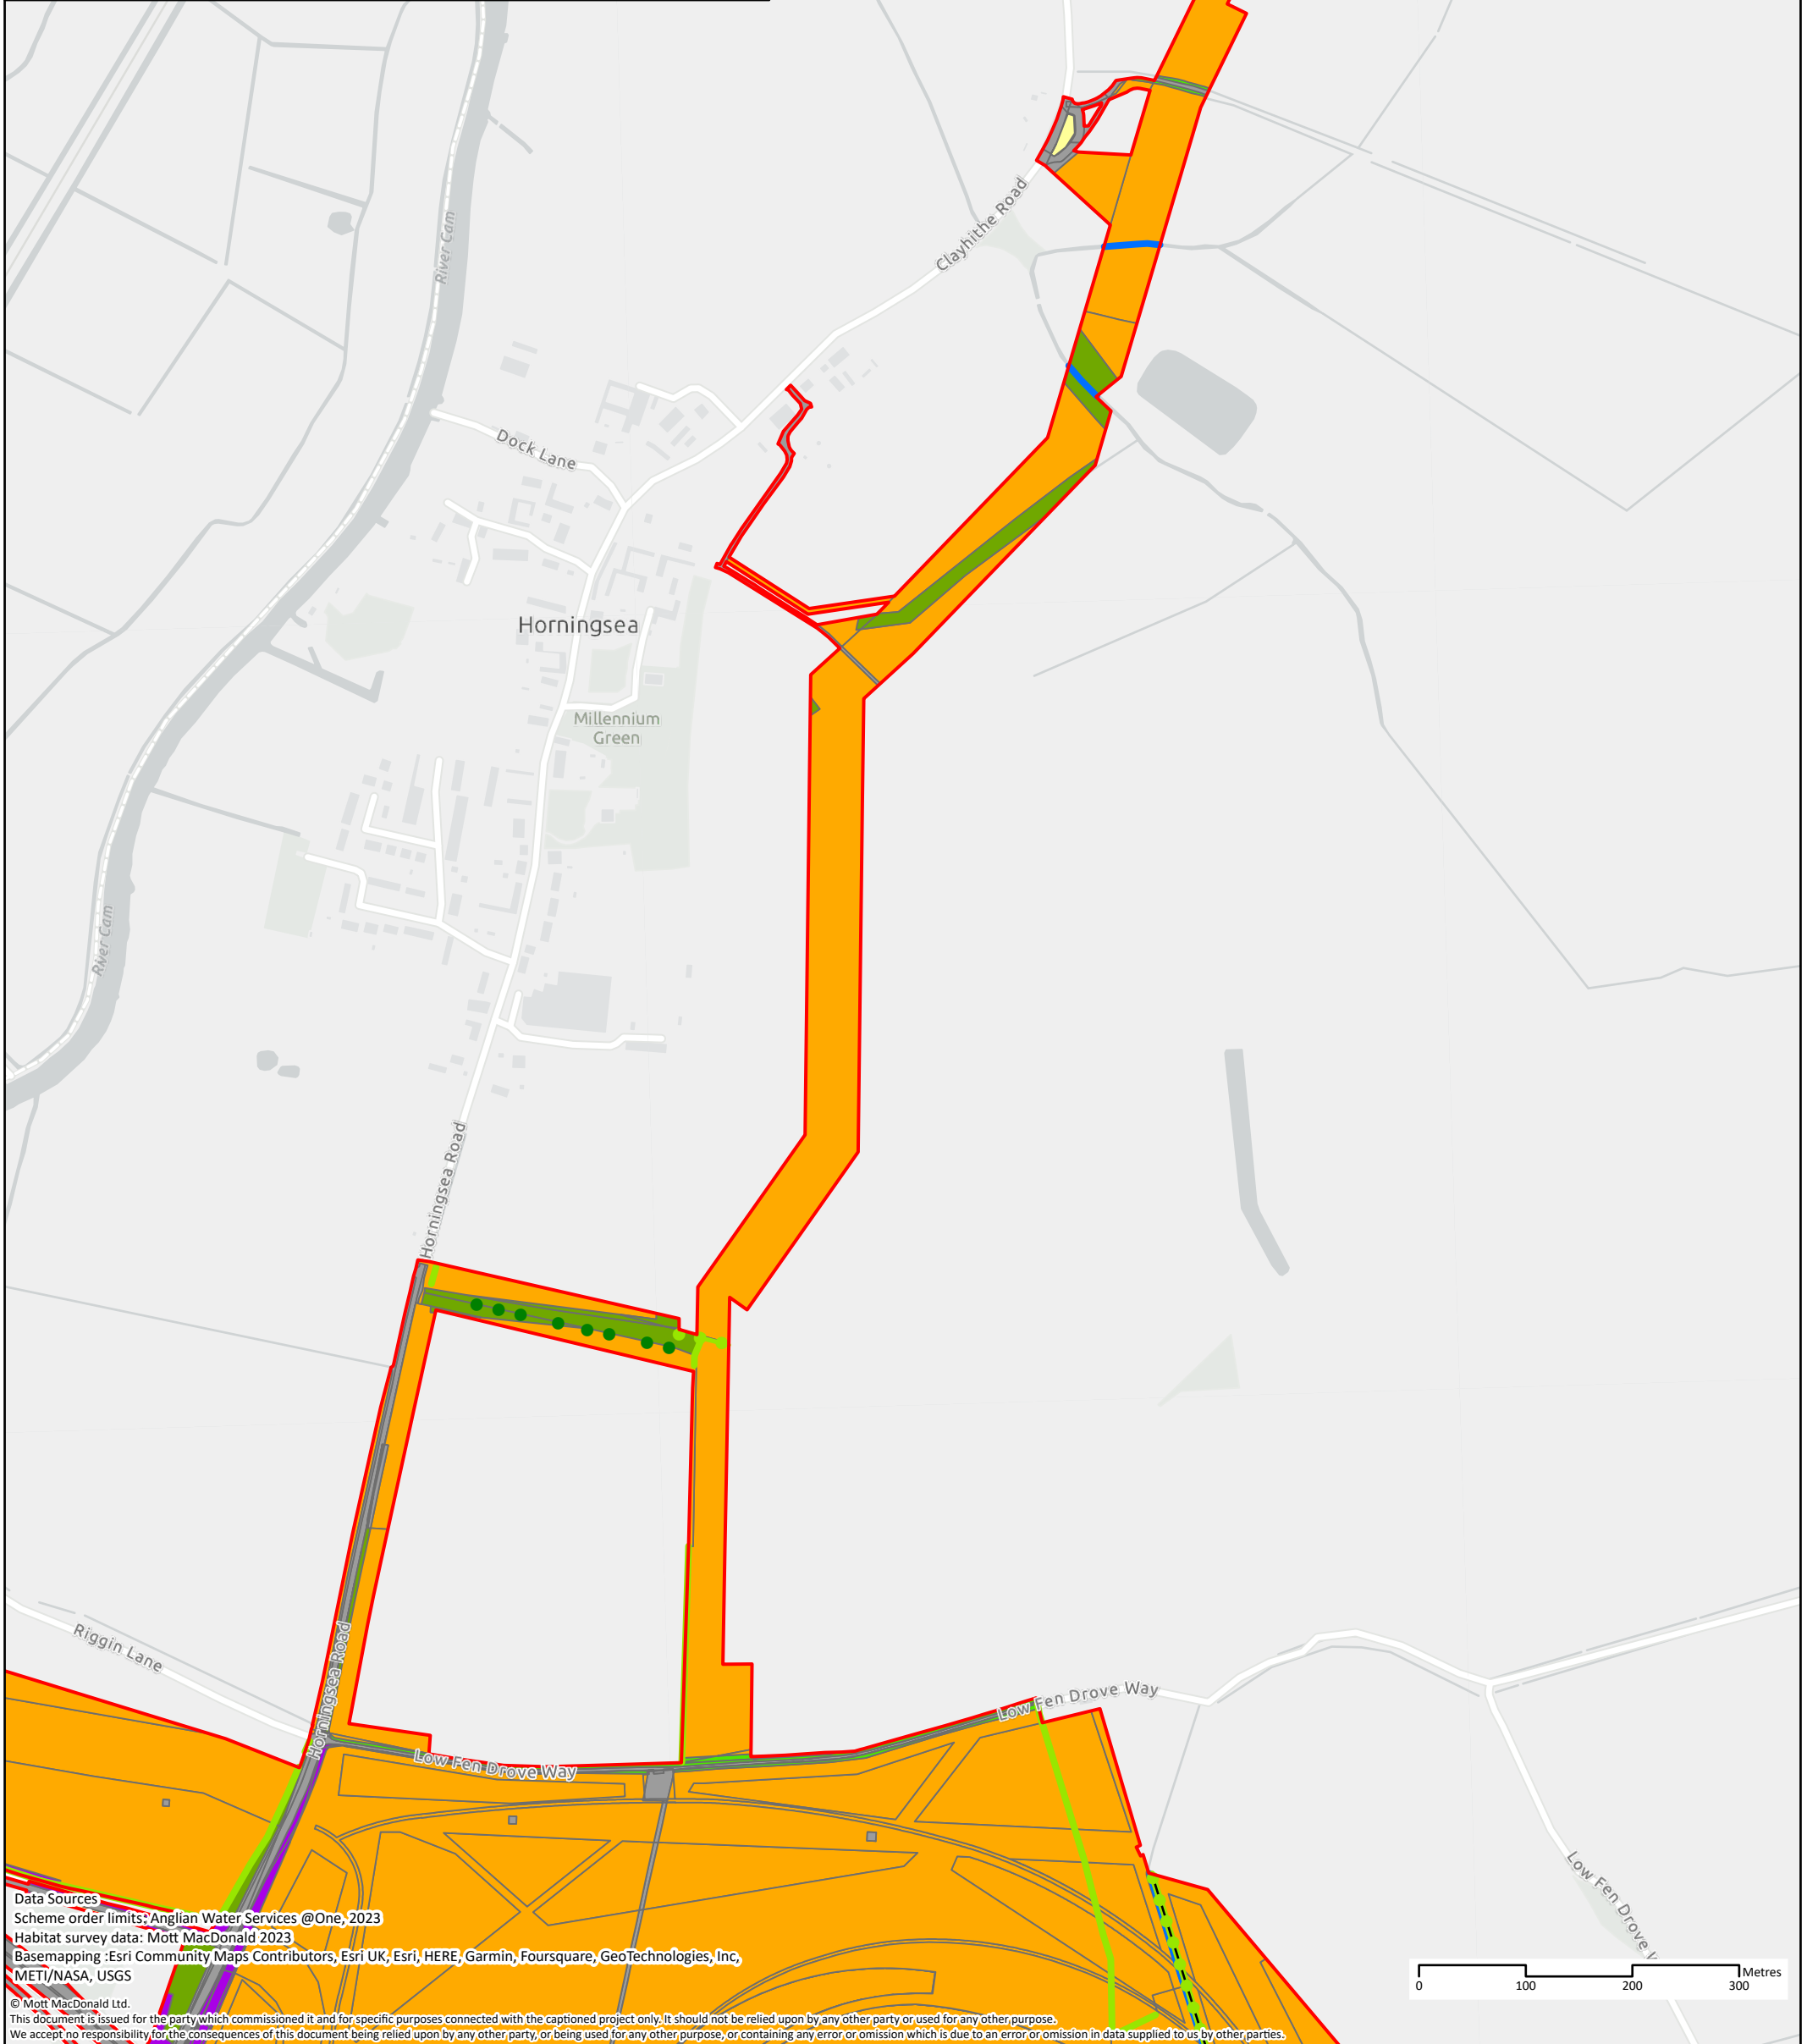 River Cam
Clayhithe Road
Dock Lane
Horningsea
Millennium
Green
River Cam
Horningsea Road
Riggin Lane
Horningsea Road
Low Fen Drove Way
Low Fen Drove Way
Low Fen Drove
Data Sources
Scheme order limits: Anglian Water Services @One, 2023
Habitat survey data: Mott MacDonald 2023
Basemapping :Esri Community Maps Contributors, Esri UK, Esri, HERE, Garmin, Foursquare, GeoTechnologies, Inc,
METI/NASA, USGS
© Mott MacDonald Ltd.
This document is issued for the party which commissioned it and for specific purposes connected with the captioned project only. It should not be relied upon by any other party or used for any other purpose.
We accept no responsibility for the consequences of this document being relied upon by any other party, or being used for any other purpose, or containing any error or omission which is due to an error or omission in data supplied to us by other parties.
Metres
0 100 200 300